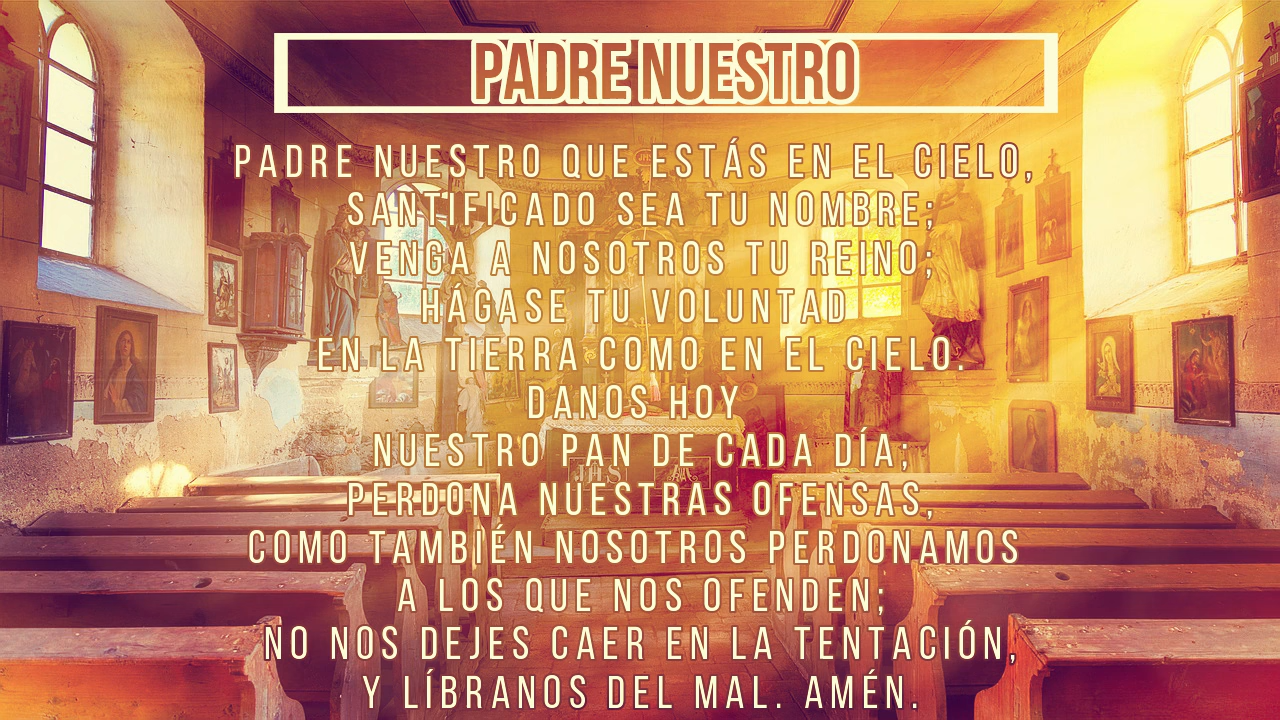 PADRE NUESTRO
PADRE NUESTRO QUE ESTÁS EN EL CIELO,
SANTIFICADO SEA TU NOMBRE;
VENGA A NOSOTROS TU REINO;
HÁGASE TU VOLUNTAD
EN LA TIERRA COMO EN EL CIELO.
DANOS HOY
NUESTRO PAN DE CADA DÍA;
PERDONA NUESTRAS OFENSAS,
COMO TAMBIÉN NOSOTROS PERDONAMOS
A LOS QUE NOS OFENDEN;
NO NOS DEJES CAER EN LA TENTACIÓN,
Y LÍBRANOS DEL MAL. AMÉN.
JHS